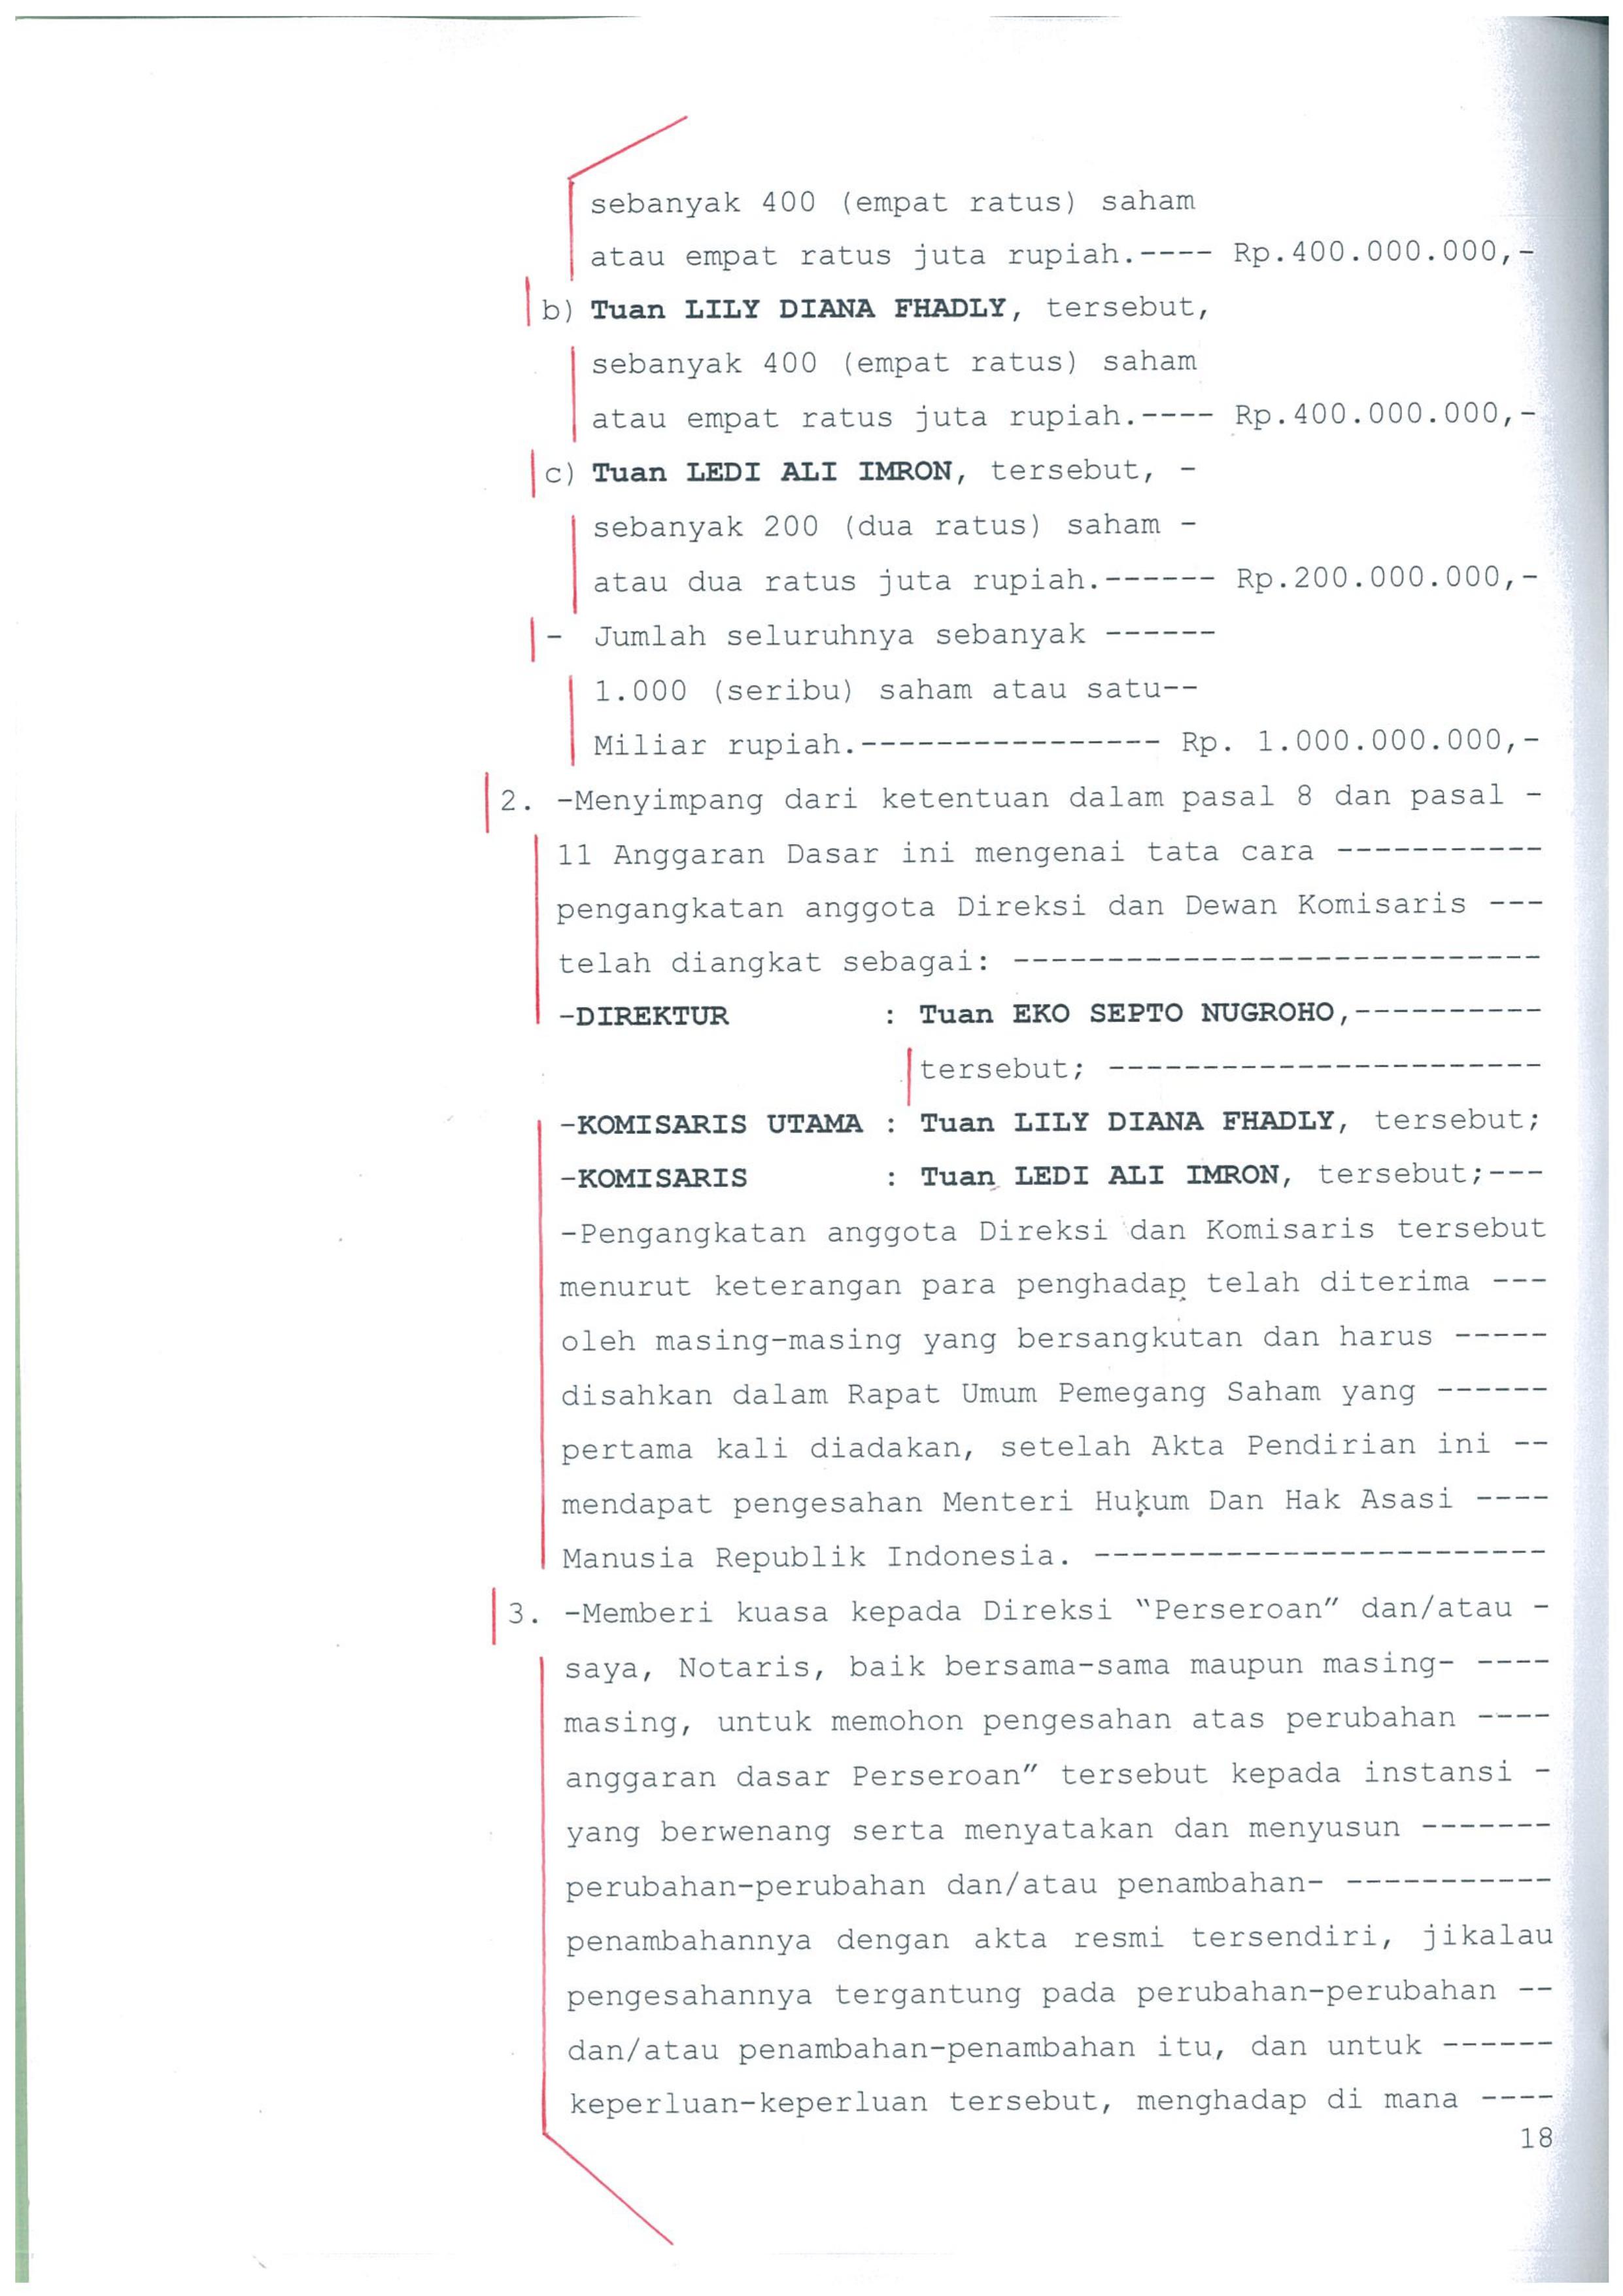 sebanyak 400 (empat ratus) saham
atau empat ratus juta rupiah.---- Rp.400.000.000,-
b) Tuan LILY DIANA FHADLY, tersebut,
sebanyak 400 (empat ratus) saham
atau empat ratus juta rupiah.---- Rp.400.000.000,-
c) Tuan LEDI ALI IMRON, tersebut, -
sebanyak 200 (dua ratus) saham -
atau dua ratus juta rupiah.------ Rp.200.000.000,-
- Jumlah seluruhnya sebanyak ------
1.000 (seribu) saham atau satu--
Miliar rupiah.---------------- Rp. 1.000.000.000,-
2. -Menyimpang dari ketentuan dalam pasal 8 dan pasal -
11 Anggaran Dasar ini mengenai tata cara -----------
pengangkatan anggota Direksi dan Dewan Komisaris ---
telah diangkat sebagai: ----------------------------
-DIREKTUR : Tuan EKO SEPTO NUGROHO,----------
tersebut; -----------------------
-KOMISARIS UTAMA : Tuan LILY DIANA FHADLY, tersebut;
-KOMISARIS : Tuan LEDI ALI IMRON, tersebut;---
-Pengangkatan anggota Direksi dan Komisaris tersebut
menurut keterangan para penghadap telah diterima ---
oleh masing-masing yang bersangkutan dan harus -----
disahkan dalam Rapat Umum Pemegang Saham yang ------
pertama kali diadakan, setelah Akta Pendirian ini --
mendapat pengesahan Menteri Hukum Dan Hak Asasi ----
Manusia Republik Indonesia. ------------------------
3. -Memberi kuasa kepada Direksi "Perseroan" dan/atau -
saya, Notaris, baik bersama-sama maupun masing- ----
masing, untuk memohon pengesahan atas perubahan ----
anggaran dasar Perseroan" tersebut kepada instansi -
yang berwenang serta menyatakan dan menyusun -------
perubahan-perubahan dan/atau penambahan- -----------
penambahannya dengan akta resmi tersendiri, jikalau
pengesahannya tergantung pada perubahan-perubahan --
dan/atau penambahan-penambahan itu, dan untuk ------
keperluan-keperluan tersebut, menghadap di mana ----
18